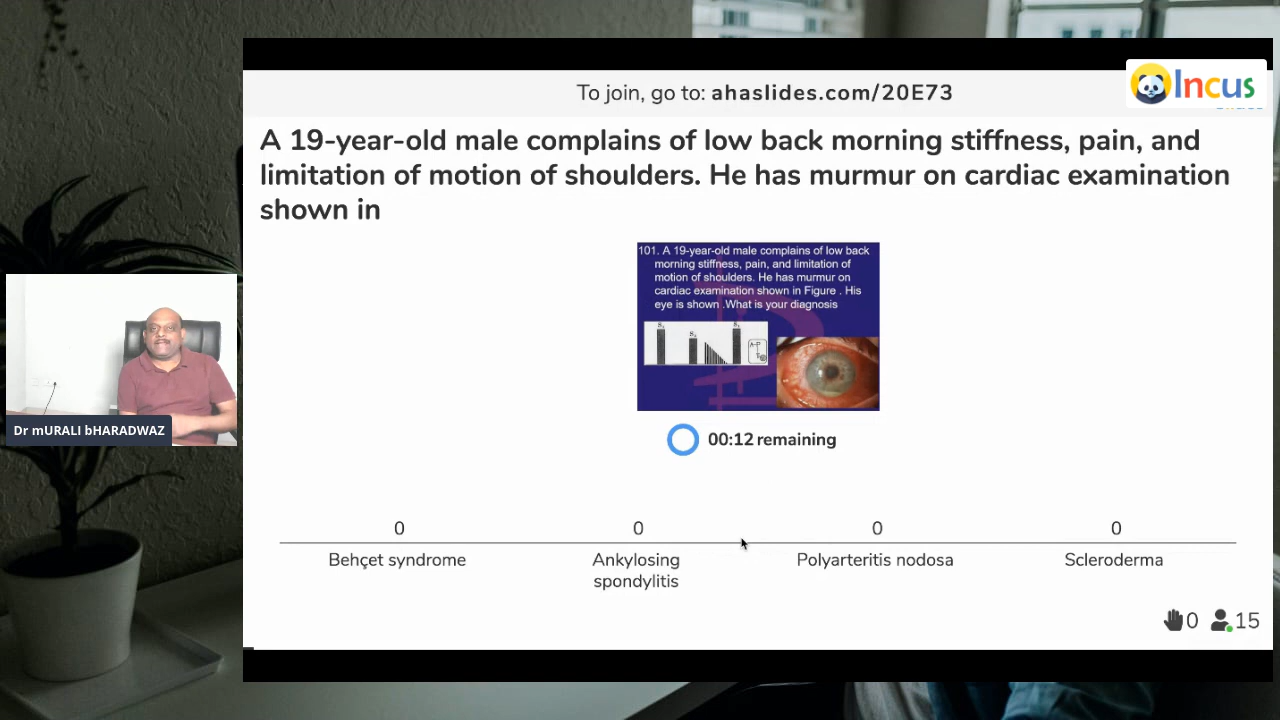 To join, go to: ahaslides.com/20E73
Incus
A 19-year-old male complains of low back morning stiffness, pain, and
limitation of motion of shoulders. He has murmur on cardiac examination
shown in
101. A 19-year-old male complains of low back
morning stiffness, pain, and limitation of
motion of shoulders. He has murmur on
cardiac examination shown in Figure . His
eye is shown .What is your diagnosis
S₁
S₂
S₁
00:12 remaining
Dr mURALI bHARADWAZ
0
0
0
0
Behçet syndrome
Ankylosing
spondylitis
Polyarteritis nodosa
Scleroderma
0
15